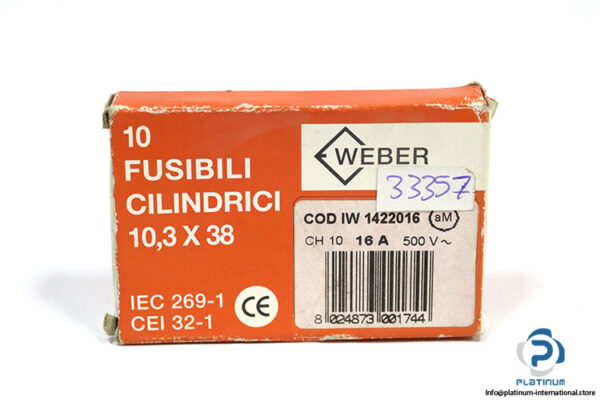 10
FUSIBILI
CILINDRICI
10,3 X 38
IEC 269-1
CEI 32-1
CE
WEBER
33357
COD IW 1422016 aM
CH 10 16 A 500 V ~
8 024873 001744
PLATINUM
Info@platinum-international.store